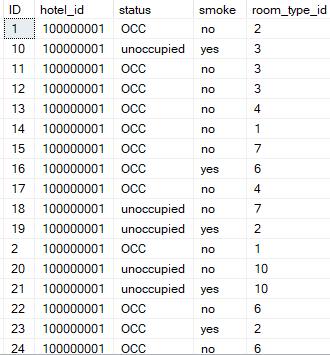 ID hotel_id status smoke room_type_id
1 100000001 OCC no 2
10 100000001 unoccupied yes 3
11 100000001 OCC no 3
12 100000001 OCC no 3
13 100000001 OCC no 4
14 100000001 OCC no 1
15 100000001 OCC no 7
16 100000001 OCC yes 6
17 100000001 OCC no 4
18 100000001 unoccupied no 7
19 100000001 unoccupied yes 2
2 100000001 OCC no 1
20 100000001 unoccupied no 10
21 100000001 unoccupied yes 10
22 100000001 OCC no 6
23 100000001 OCC yes 2
24 100000001 OCC no 6